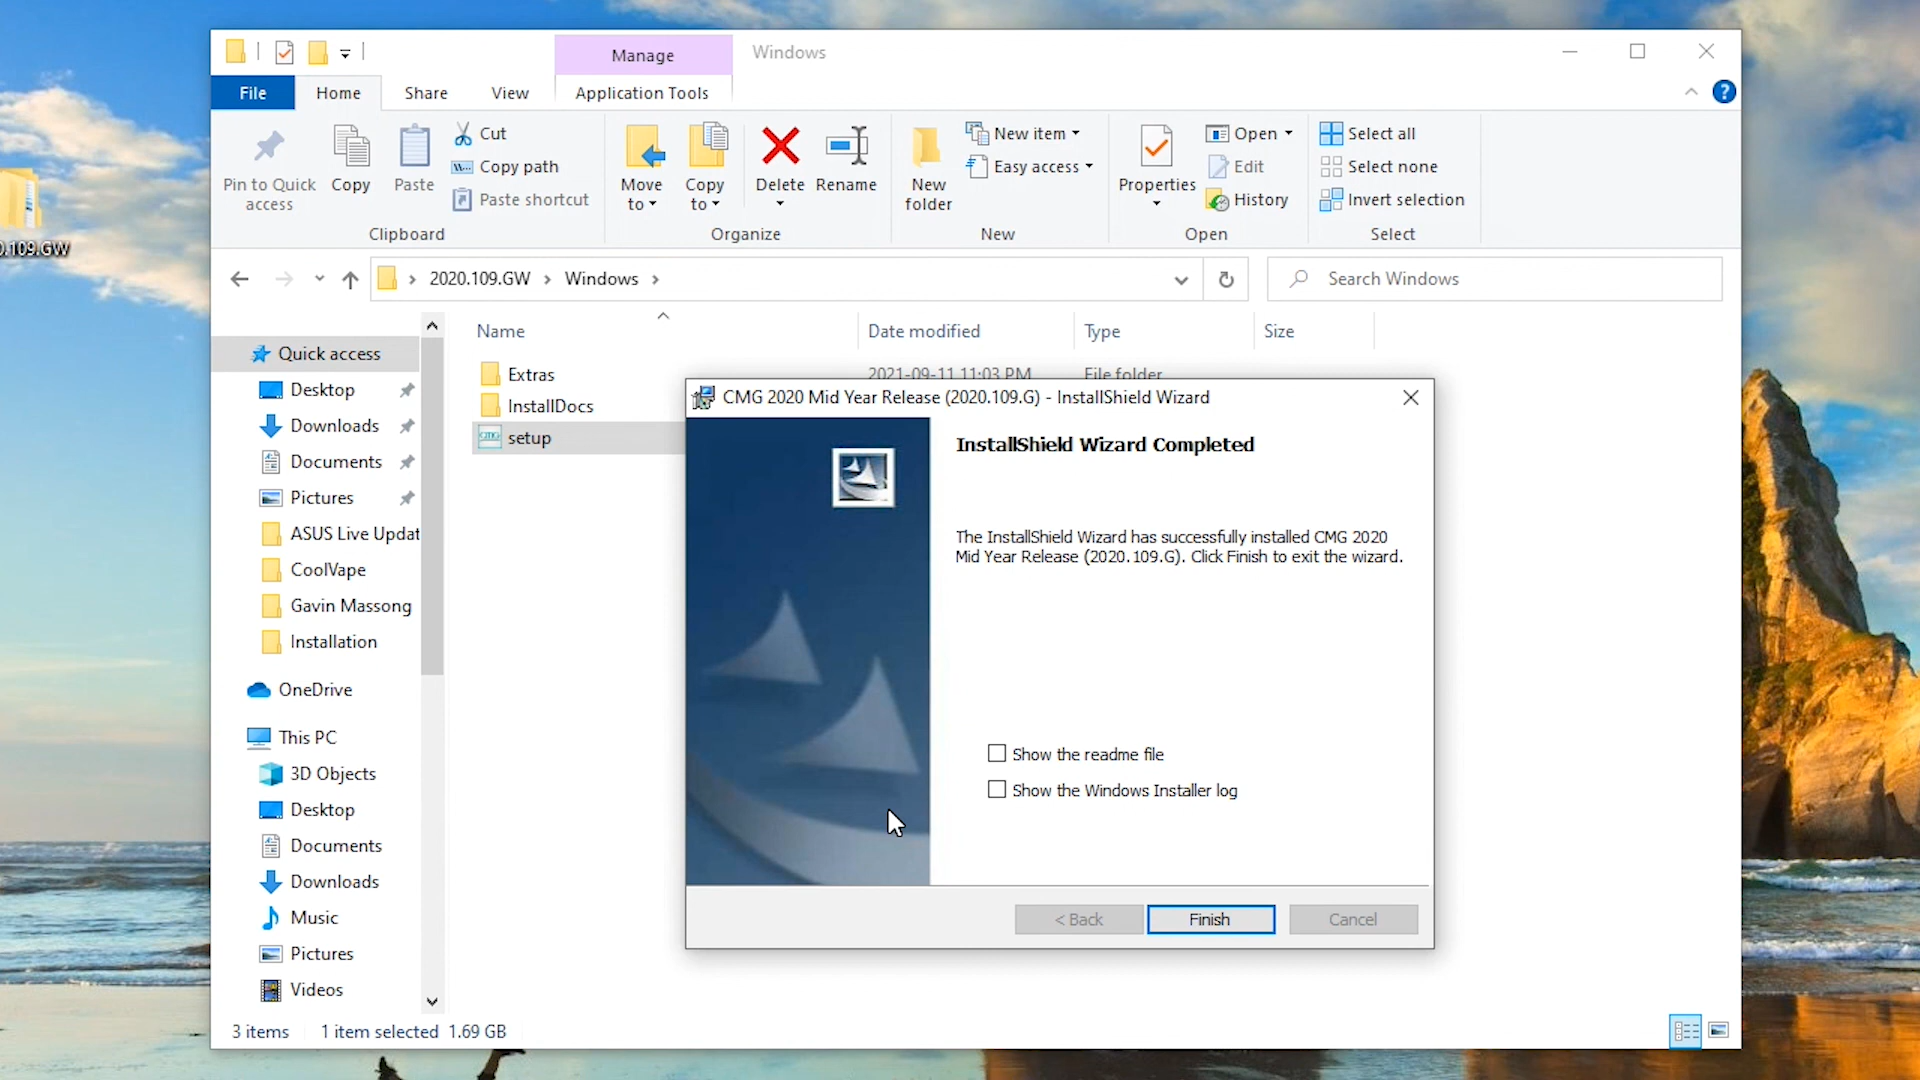 Manage
Windows
File
Home
Share
View
Application Tools
Pin to Quick
access
Copy
Paste
Cut
Copy path
Paste shortcut
Clipboard
Move
to
Copy
to
Delete
Rename
Organize
New
folder
New item
Easy access
New
Properties
Open
Edit
History
Open
Select all
Select none
Invert selection
Select
0.109.GW
2020.109.GW
Windows
Search Windows
Quick access
Desktop
Downloads
Documents
Pictures
ASUS Live Updat
CoolVape
Gavin Massong
Installation
OneDrive
This PC
3D Objects
Desktop
Documents
Downloads
Music
Pictures
Videos
Name
Date modified
Type
Size
Extras
2021-09-11 11:03 PM
File folder
InstallDocs
CMG
setup
CMG 2020 Mid Year Release (2020.109.G) - InstallShield Wizard
InstallShield Wizard Completed
The InstallShield Wizard has successfully installed CMG 2020
Mid Year Release (2020.109.G). Click Finish to exit the wizard.
Show the readme file
Show the Windows Installer log
< Back
Finish
Cancel
3 items
1 item selected 1.69 GB